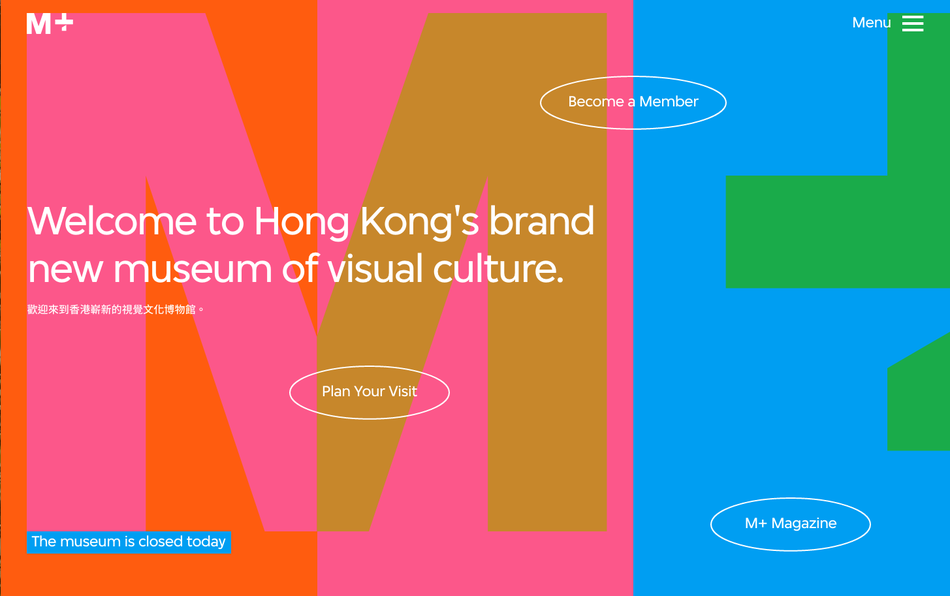 M+
Menu
Become a Member
Welcome to Hong Kong's brand
new museum of visual culture.
歡迎來到香港嶄新的視覺文化博物館。
Plan Your Visit
M+ Magazine
The museum is closed today